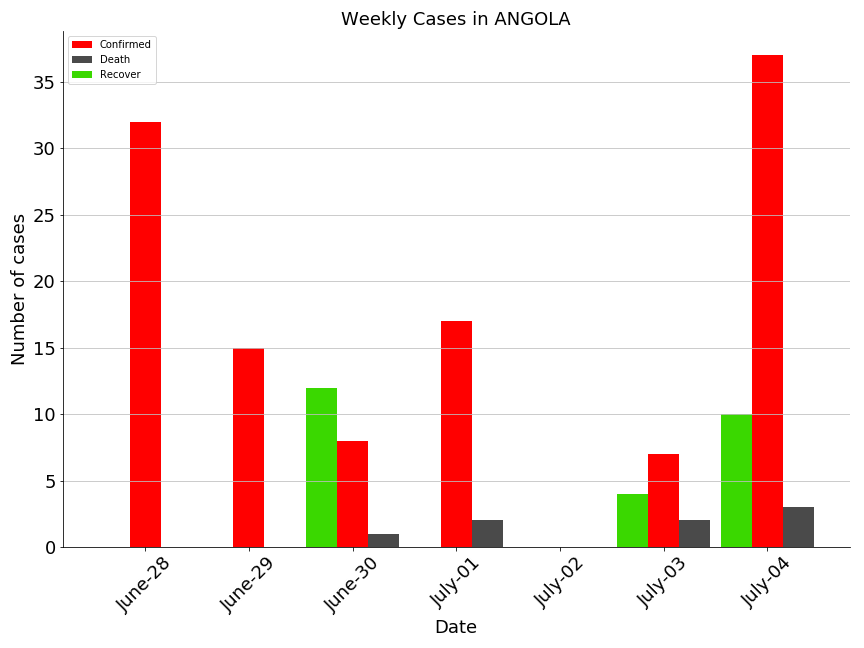 Weekly Cases in ANGOLA
Confirmed
Death
Recover
Number of cases
35
30
25
20
15
10
5
0
June-28
June-29
June-30
July-01
July-02
July-03
July-04
Date